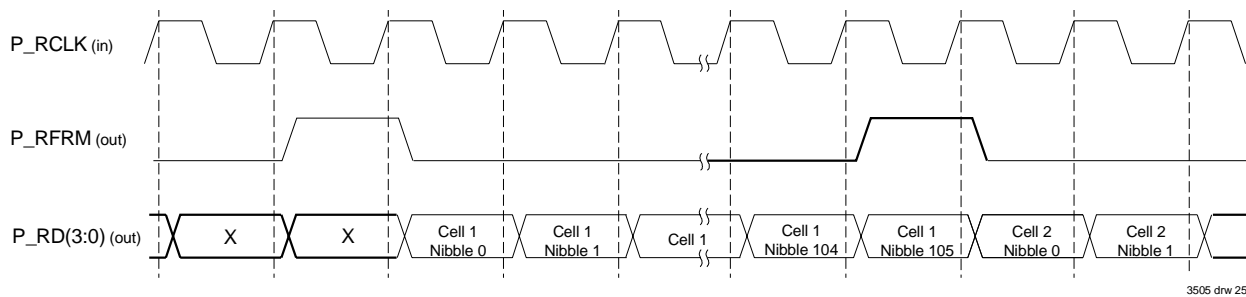 P_RCLK (in)
P_RFRM (out)
P_RD(3:0) (out)
X
X
Cell 1
Nibble 0
Cell 1
Nibble 1
Cell 1
Cell 1
Nibble 104
Cell 1
Nibble 105
Cell 2
Nibble 0
Cell 2
Nibble 1
3505 drw 25